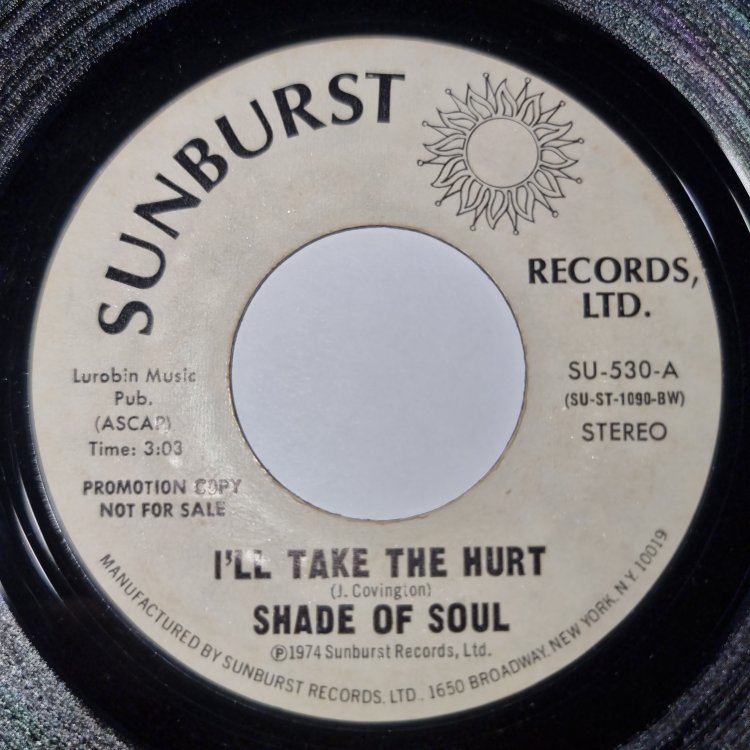 SUNBURST
RECORDS,
LTD.
Lurobin Music
Pub.
(ASCAP)
Time: 3:03
PROMOTION COPY
NOT FOR SALE
SU-530-A
(SU-ST-1090-BW)
STEREO
I'LL TAKE THE HURT
(J. Covington)
SHADE OF SOUL
℗1974 Sunburst Records, Ltd.
MANUFACTURED BY SUNBURST RECORDS, LTD., 1650 BROADWAY, NEW YORK, N.Y. 10019